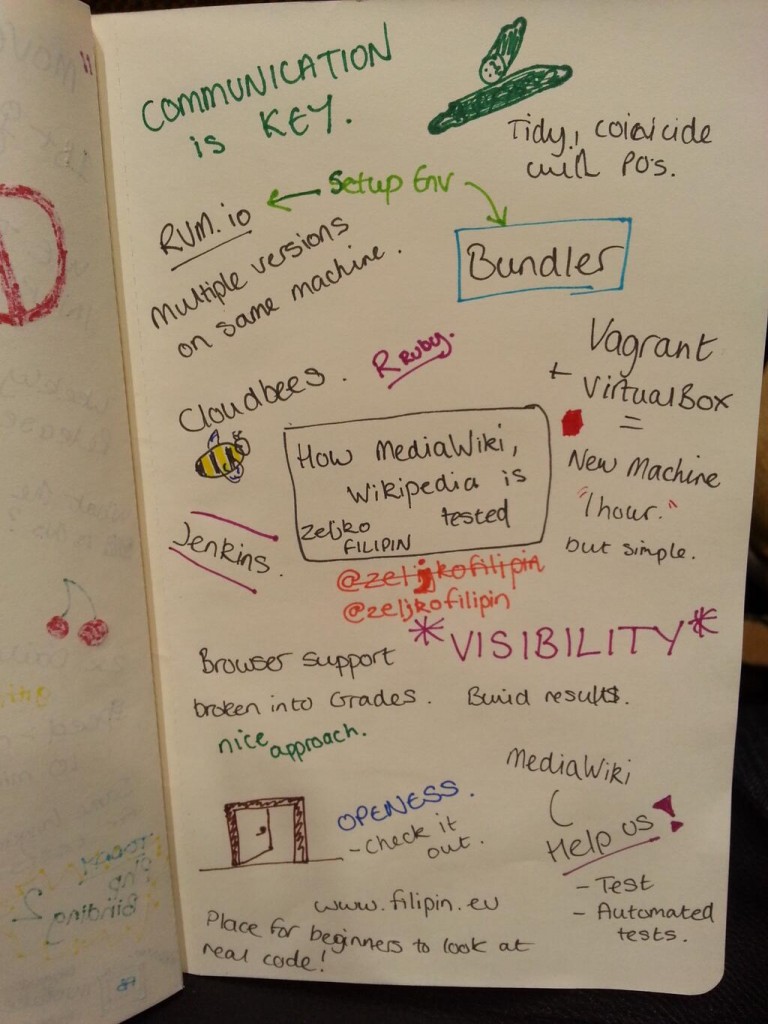 COMMUNICATION
is KEY.
Tidy, coincide
with PO's.
Setup Env
RVM.io
Multiple versions
on same machine.
Bundler
Cloudbees.
R RUBY.
Vagrant
+ VirtualBox
=
New Machine
"1hour."
but simple.
How MediaWiki,
Wikipedia is
tested
Zeljko
FILIPIN
Jenkins.
@zeljkofilipin
@zeljkofilipin
*VISIBILITY*
Browser support
broken into Grades.
Build results.
nice approach.
OPENESS.
- Check it
out.
MediaWiki
Help us!
- Test
- Automated
tests.
www.filipin.eu
Place for beginners to look at
real code!